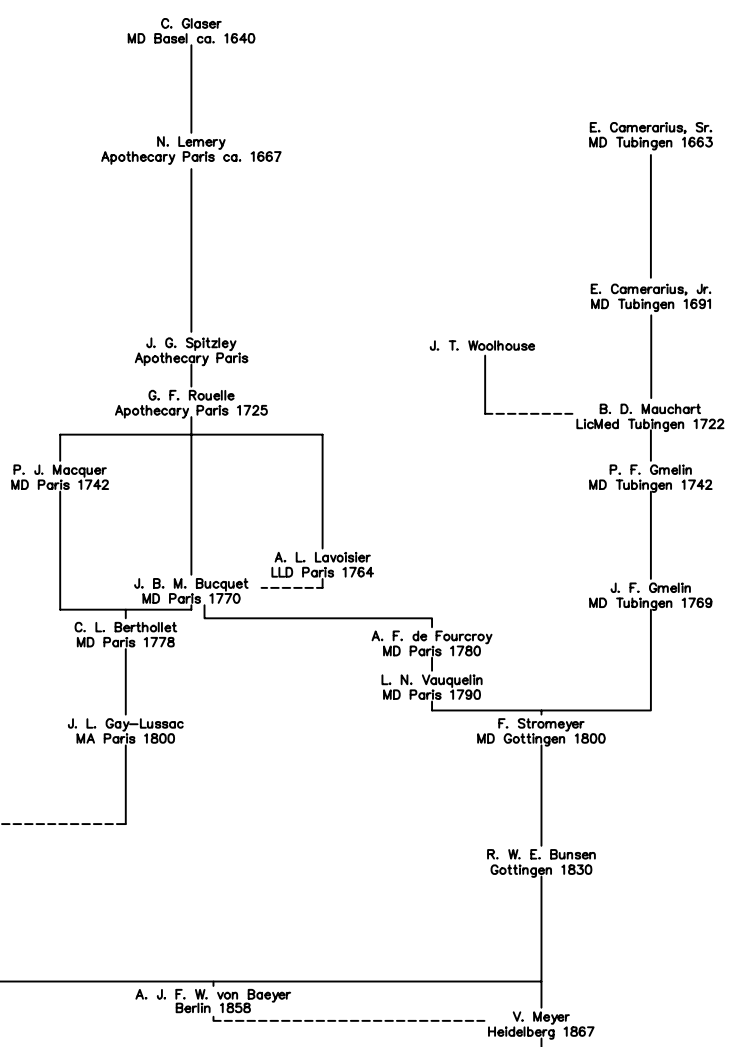 C. Glaser
MD Basel ca. 1640
N. Lemery
Apothecary Paris ca. 1667
E. Camerarius, Sr.
MD Tubingen 1663
E. Camerarius, Jr.
MD Tubingen 1691
J. G. Spitzley
Apothecary Paris
J. T. Woolhouse
G. F. Rouelle
Apothecary Paris 1725
B. D. Mauchart
LicMed Tubingen 1722
P. J. Macquer
MD Paris 1742
P. F. Gmelin
MD Tubingen 1742
A. L. Lavoisier
LLD Paris 1764
J. B. M. Bucquet
MD Paris 1770
J. F. Gmelin
MD Tubingen 1769
C. L. Berthollet
MD Paris 1778
A. F. de Fourcroy
MD Paris 1780
L. N. Vauquelin
MD Paris 1790
J. L. Gay-Lussac
MA Paris 1800
F. Stromeyer
MD Gottingen 1800
R. W. E. Bunsen
Gottingen 1830
A. J. F. W. von Baeyer
Berlin 1858
V. Meyer
Heidelberg 1867